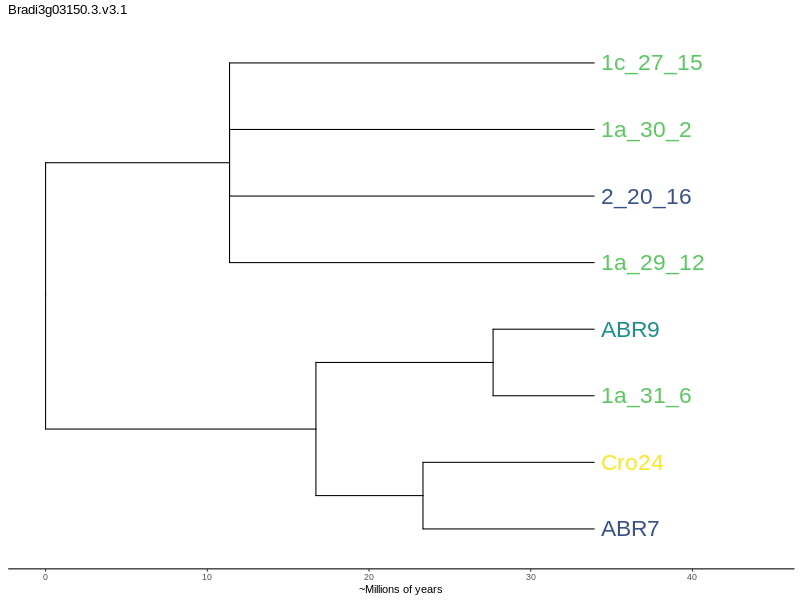 Bradi3g03150.3.v3.1
1c_27_15
1a_30_2
2_20_16
1a_29_12
ABR9
1a_31_6
Cro24
ABR7
0 10 20 30 40
~Millions of years